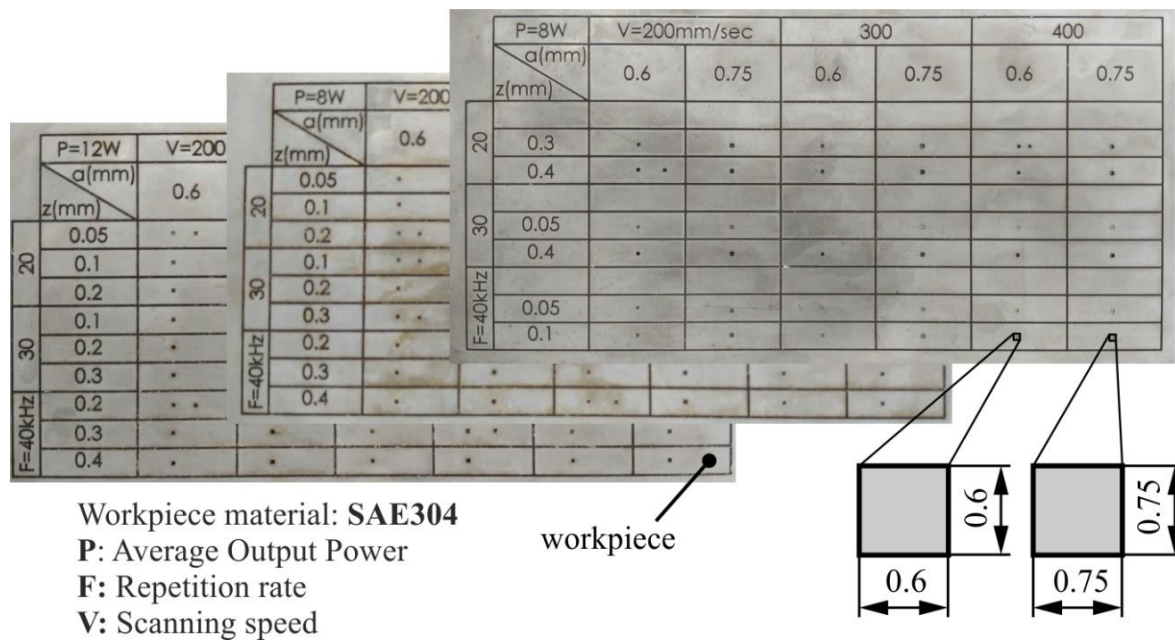 P=8W V=200mm/sec 300 400
a(mm) 0.6 0.75 0.6 0.75 0.6 0.75
z(mm)
20
0.3
0.4
30
0.05
0.4
F=40kHz
0.05
0.1
P=8W V=200
a(mm) 0.6
z(mm)
20
0.05
0.1
0.2
30
0.1
0.2
0.3
F=40kHz
0.2
0.3
0.4
P=12W V=200
a(mm) 0.6
z(mm)
20
0.05
0.1
0.2
30
0.1
0.2
0.3
F=40kHz
0.2
0.3
0.4
workpiece
0.6
0.6
0.75
0.75
Workpiece material: SAE304
P: Average Output Power
F: Repetition rate
V: Scanning speed